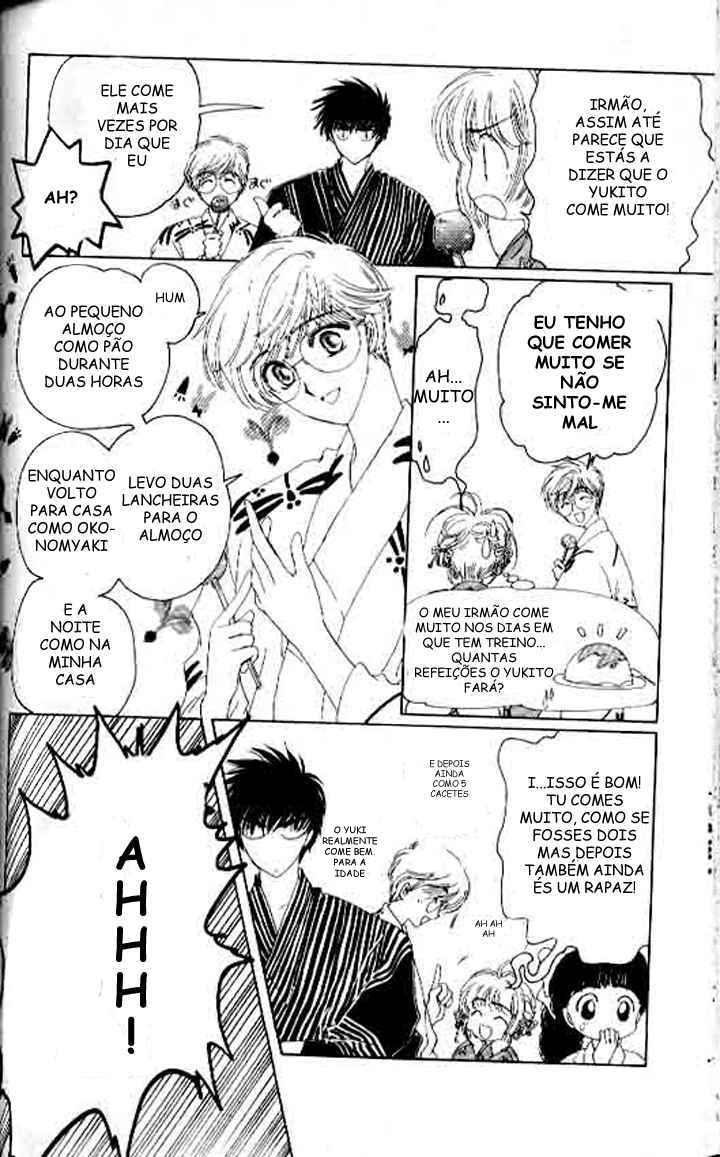 IRMÃO,
ASSIM ATÉ
PARECE QUE
ESTÁS A
DIZER QUE O
YUKITO
COME MUITO!
ELE COME
MAIS
VEZES POR
DIA QUE
EU
AH?
EU TENHO
QUE COMER
MUITO SE
NÃO
SINTO-ME
MAL
AH...
MUITO
...
O MEU IRMÃO COME
MUITO NOS DIAS EM
QUE TEM TREINO...
QUANTAS
REFEIÇÕES O YUKITO
FARÁ?
HUM
AO PEQUENO
ALMOÇO
COMO PÃO
DURANTE
DUAS HORAS
LEVO DUAS
LANCHEIRAS
PARA O
ALMOÇO
ENQUANTO
VOLTO
PARA CASA
COMO OKO-
NOMYAKI
E A
NOITE
COMO NA
MINHA
CASA
I...ISSO É BOM!
TU COMES
MUITO, COMO SE
FOSSES DOIS
MAS DEPOIS
TAMBÉM AINDA
ÉS UM RAPAZ!
E DEPOIS
AINDA
COMO 5
CACETES
O YUKI
REALMENTE
COME BEM
PARA A
IDADE
AH AH
AH
AHHH!